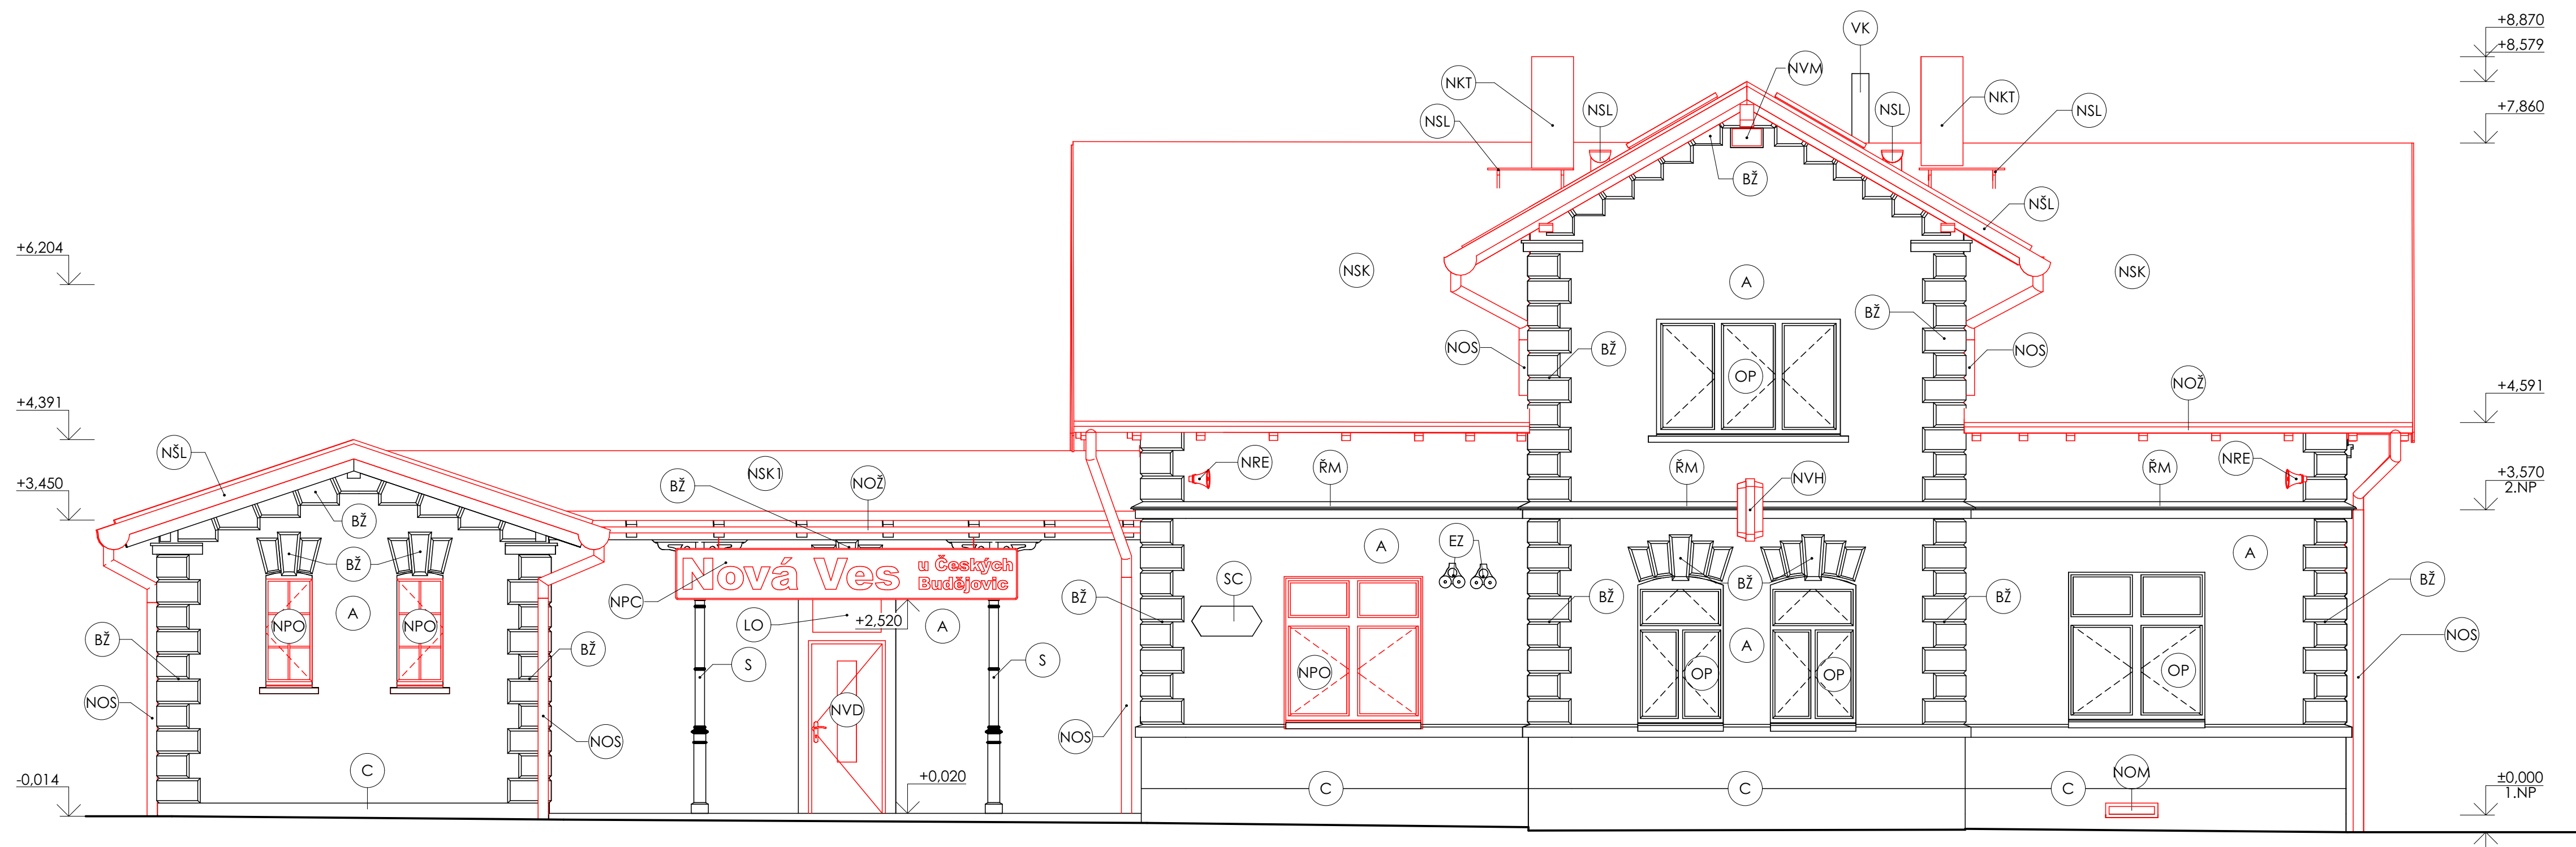 +8,870
VK
+8,579
NVM
NKT
NKT
NSL
NSL
NSL
NSL
+7,860
BŽ
NŠL
+6,204
NSK
A
NSK
BŽ
NOS
BŽ
NOS
OP
NOŽ
+4,391
+4,591
NŠL
NSK1
NOŽ
BŽ
NRE
ŘM
ŘM
NVH
ŘM
NRE
+3,450
+3,570
2.NP
BŽ
BŽ
A
EZ
A
Nová Ves
u Českých
Budějovic
SC
BŽ
BŽ
BŽ
BŽ
BŽ
NPC
A
NPO
NPO
LO
+2,520
A
BŽ
BŽ
S
S
A
NOS
NPO
OP
OP
OP
NOS
NVD
NOS
NOS
C
-0,014
+0,020
C
C
C
NOM
±0,000
1.NP